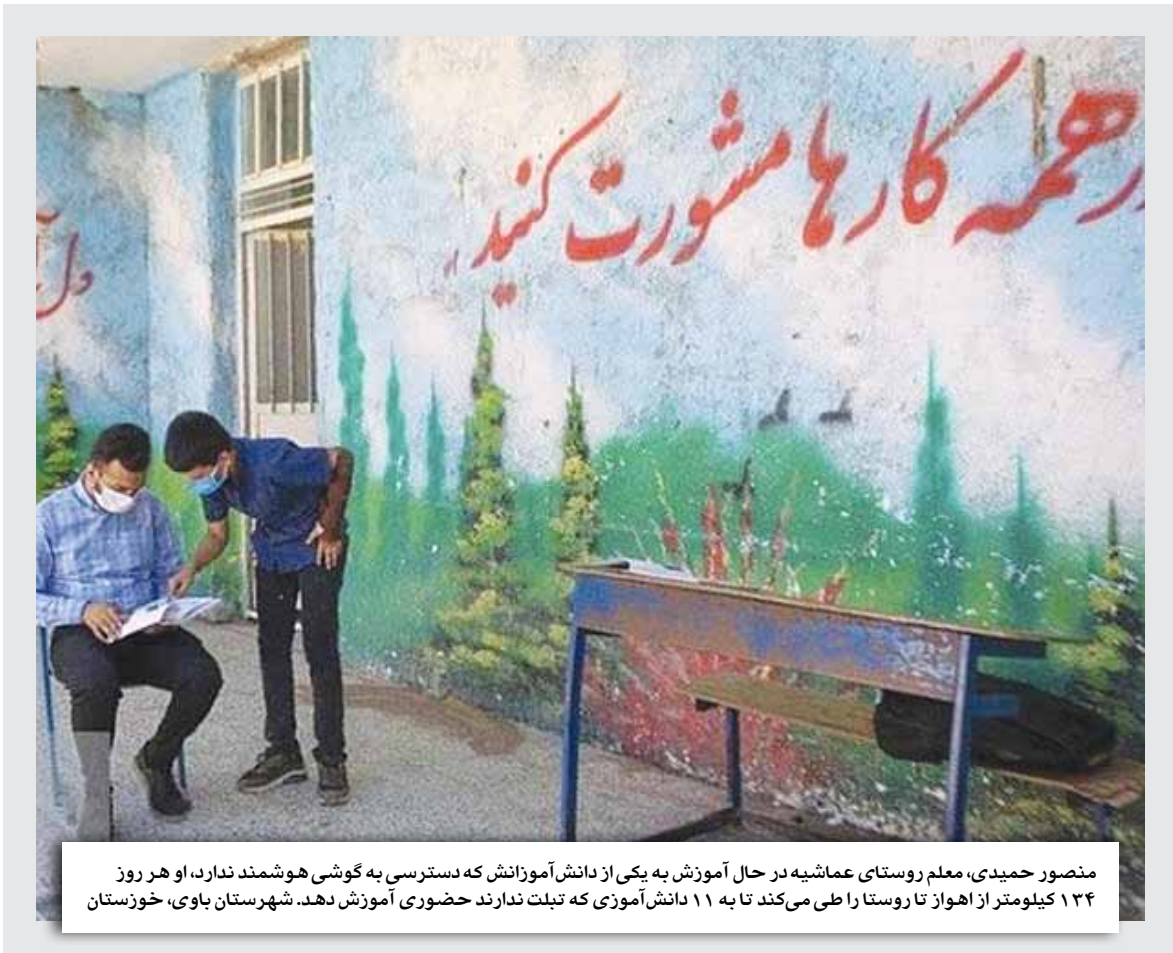 در همه کارها مشورت کنید
دل
منصور حمیدی، معلم روستای عماشیه در حال آموزش به یکی از دانش‌آموزانش که دسترسی به گوشی هوشمند ندارد، او هر روز
۱۳۴ کیلومتر از اهواز تا روستا را طی می‌کند تا به ۱۱ دانش‌آموزی که تبلت ندارند حضوری آموزش دهد. شهرستان باوی، خوزستان